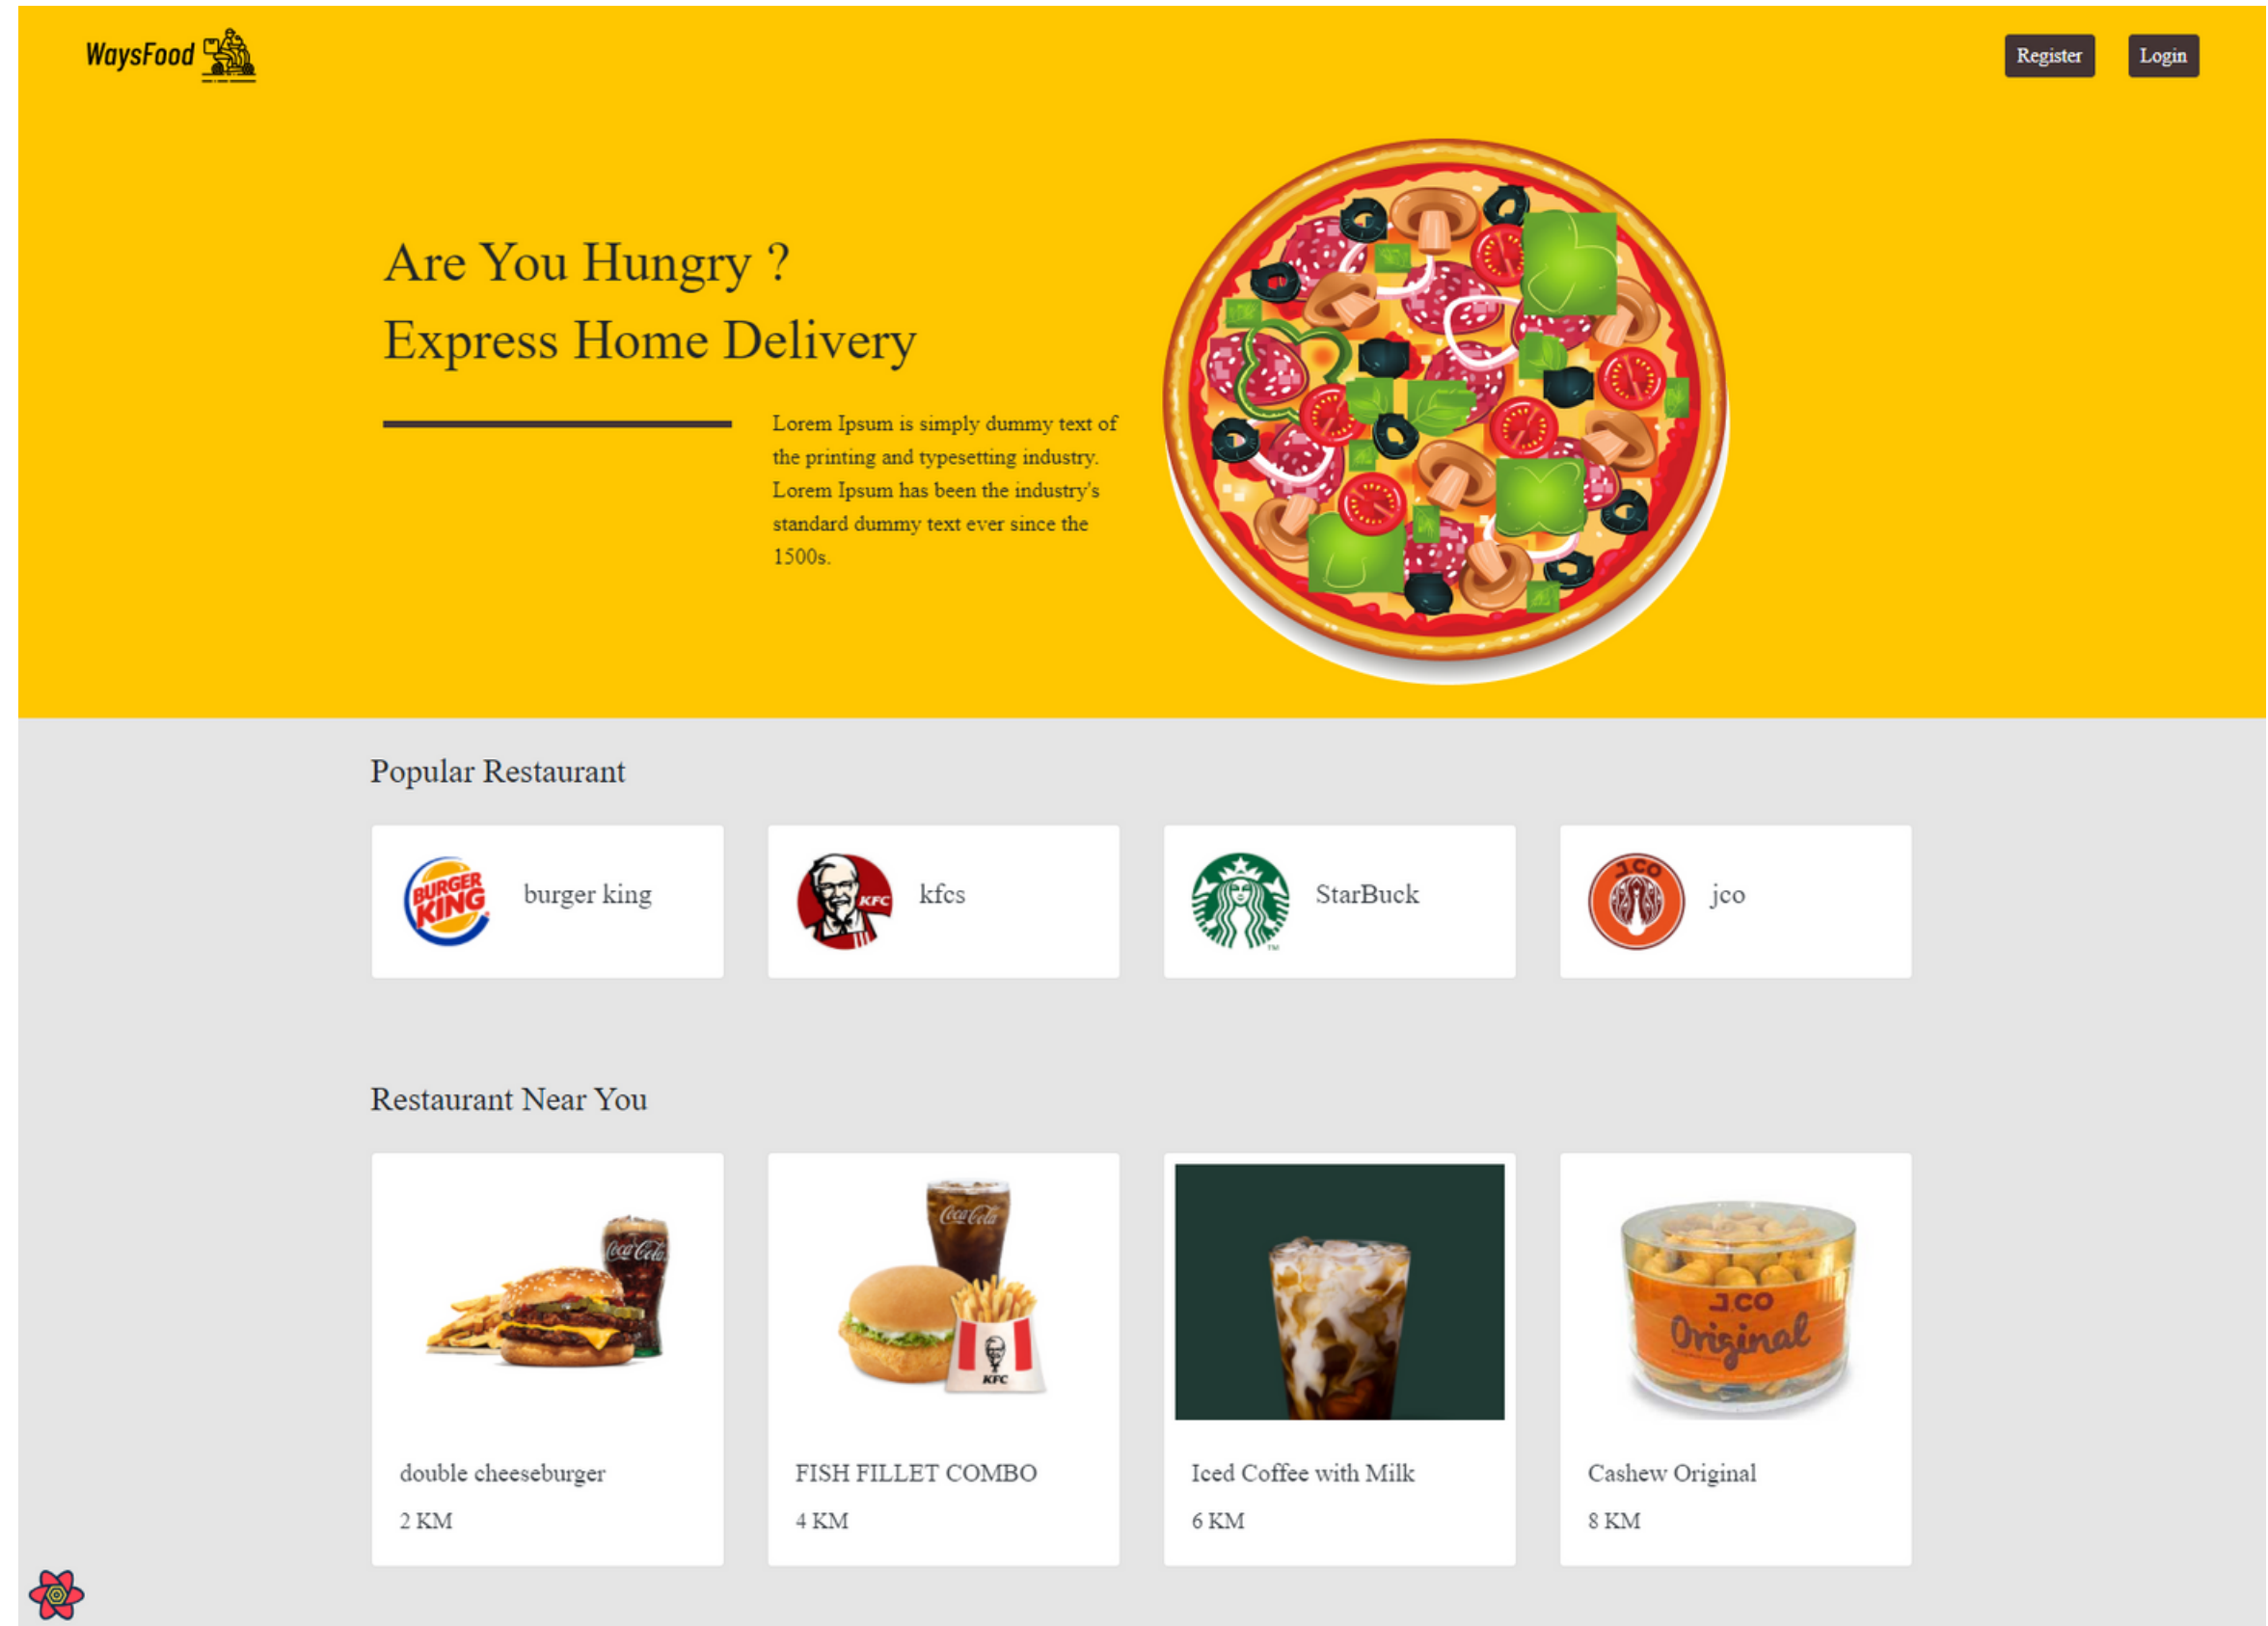 WaysFood
Register
Login
Are You Hungry ?
Express Home Delivery
Lorem Ipsum is simply dummy text of
the printing and typesetting industry.
Lorem Ipsum has been the industry's
standard dummy text ever since the
1500s.
Popular Restaurant
BURGER
KING
burger king
KFC
kfcs
TM
StarBuck
J.CO
jco
Restaurant Near You
Coca-Cola
Coca-Cola
KFC
J.CO
Original
double cheeseburger
2 KM
FISH FILLET COMBO
4 KM
Iced Coffee with Milk
6 KM
Cashew Original
8 KM